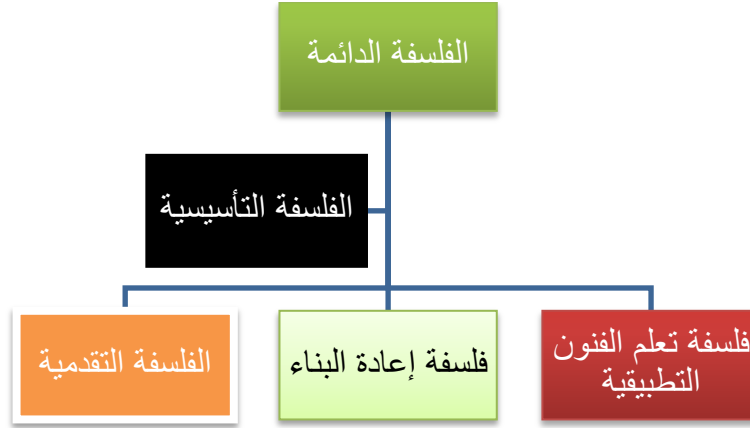 الفلسفة الدائمة
الفلسفة التأسيسية
فلسفة تعلم الفنون
التطبيقية
فلسفة إعادة البناء
الفلسفة التقدمية